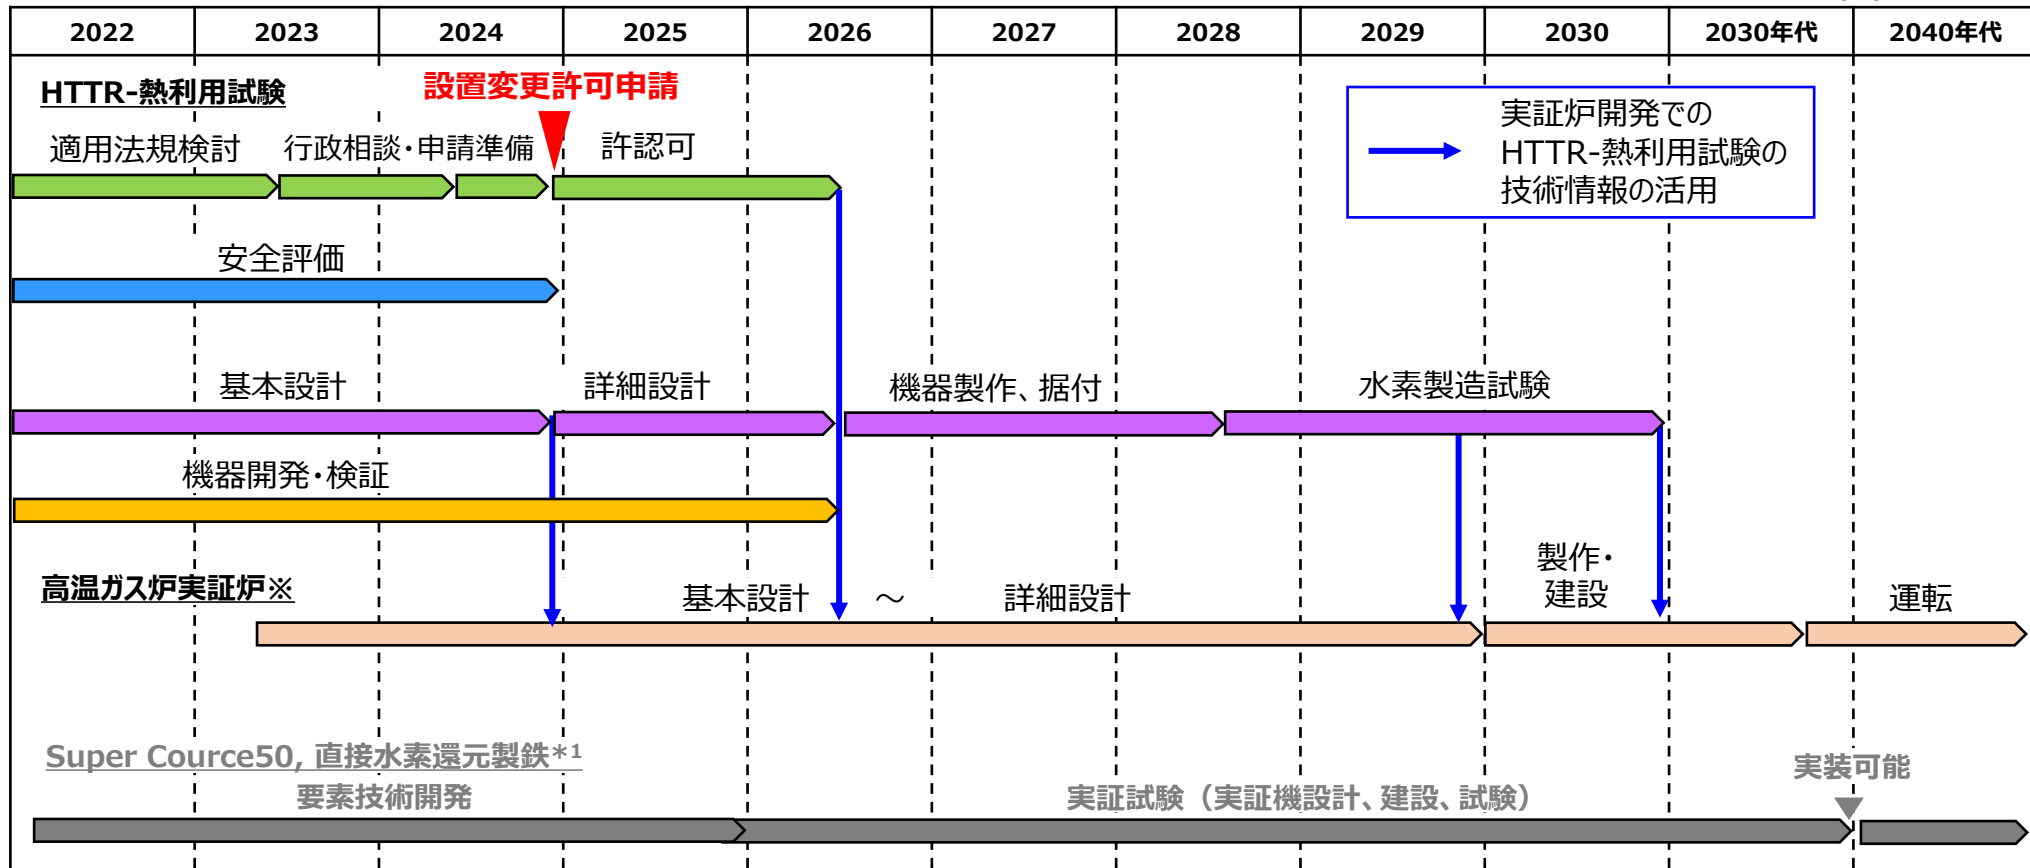 2022 2023 2024 2025 2026 2027 2028 2029 2030 2030年代 2040年代
HTTR-熱利用試験
設置変更許可申請
適用法規検討
行政相談・申請準備
許認可
実証炉開発での
HTTR-熱利用試験の
技術情報の活用
安全評価
基本設計
詳細設計
機器製作、据付
水素製造試験
機器開発・検証
高温ガス炉実証炉※
基本設計 ～ 詳細設計
製作・
建設
運転
Super Cource50, 直接水素還元製鉄*1
要素技術開発
実証試験（実証機設計、建設、試験）
実装可能